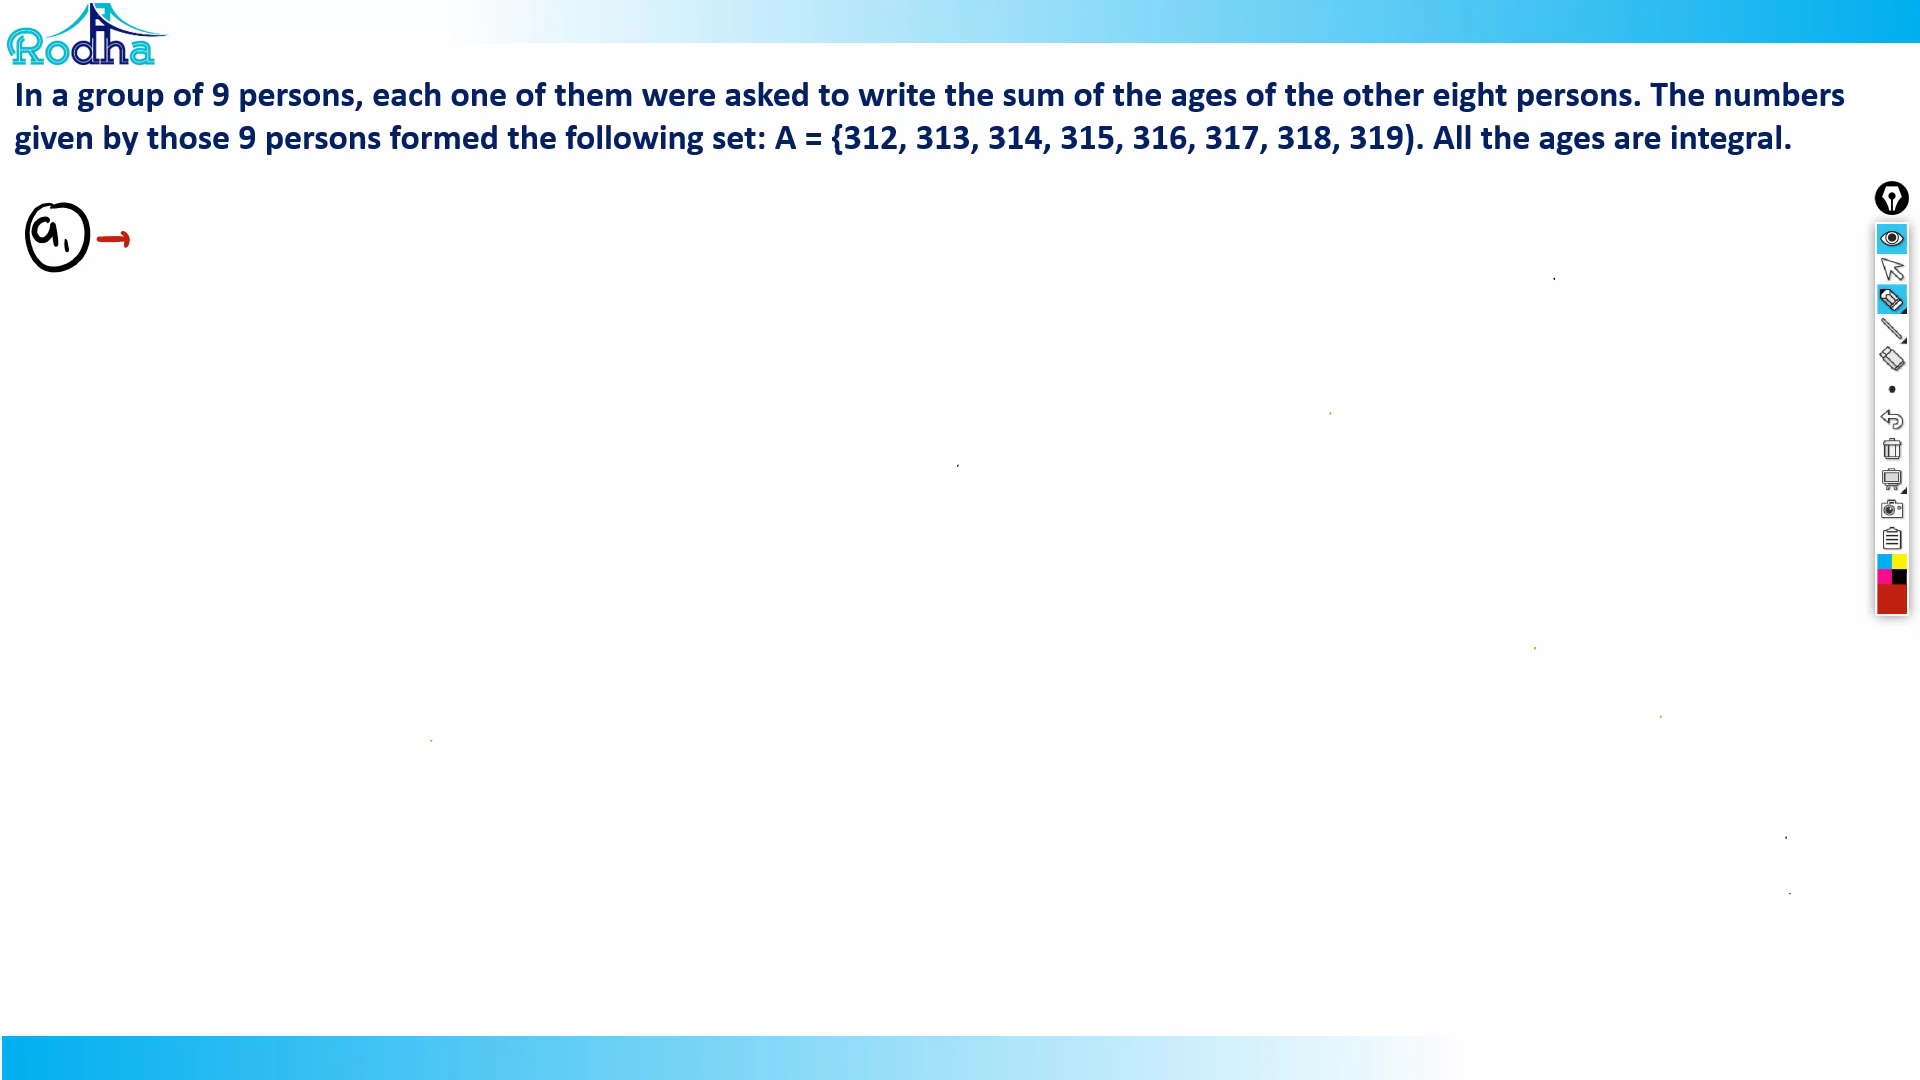 Rodha
In a group of 9 persons, each one of them were asked to write the sum of the ages of the other eight persons. The numbers
given by those 9 persons formed the following set: A = {312, 313, 314, 315, 316, 317, 318, 319). All the ages are integral.
a₁ →